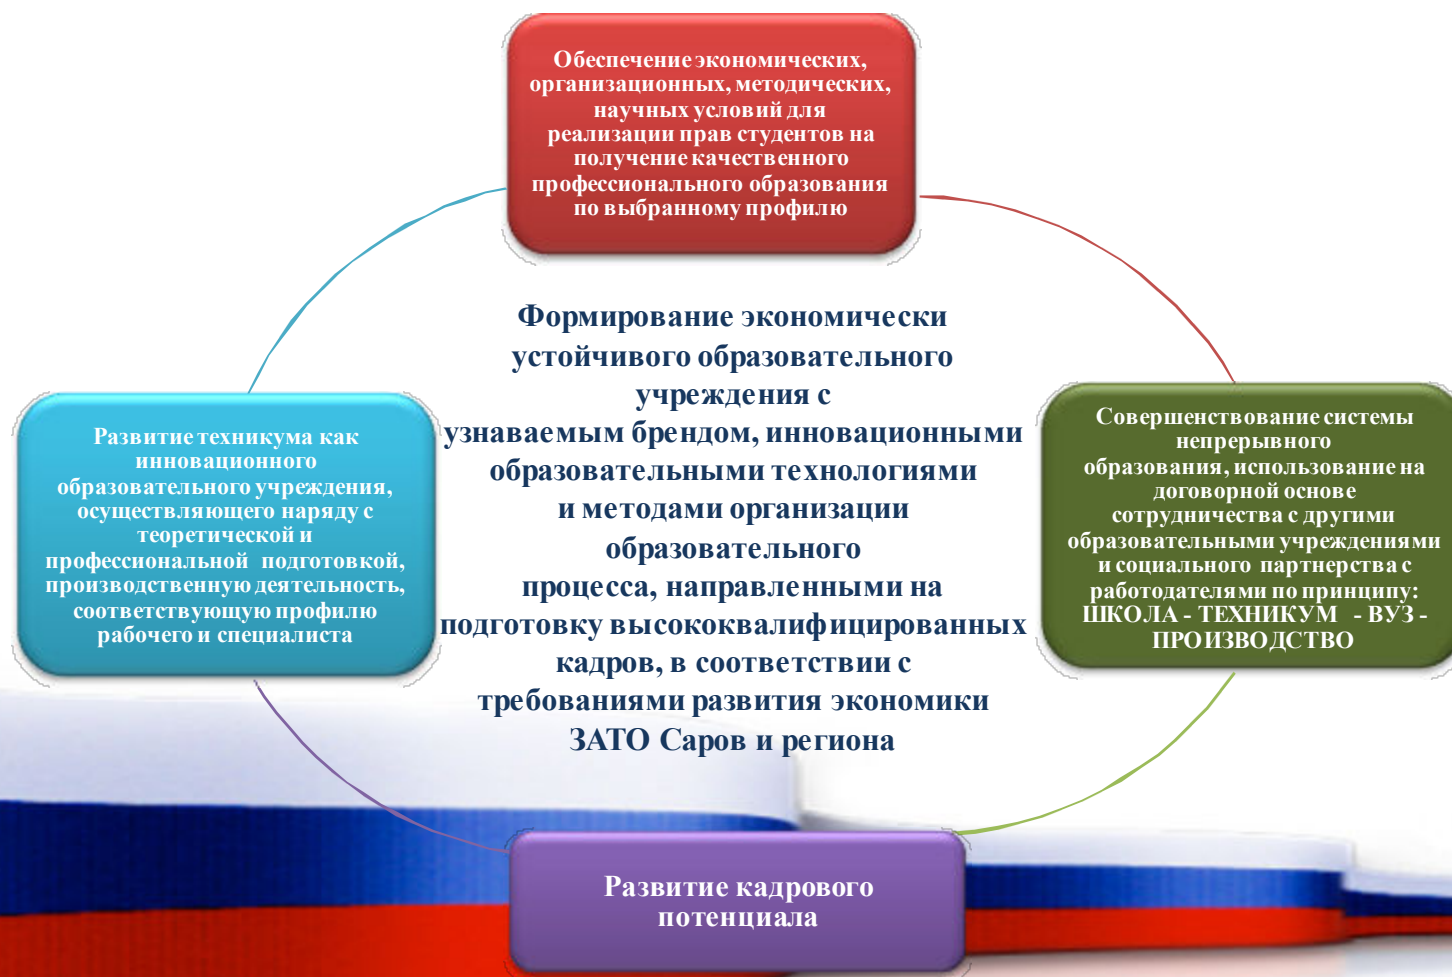 Обеспечение экономических,
организационных, методических,
научных условий для
реализации прав студентов на
получение качественного
профессионального образования
по выбранному профилю
Формирование экономически
устойчивого образовательного
учреждения с
узнаваемым брендом, инновационными
образовательными технологиями
и методами организации
образовательного
процесса, направленными на
подготовку высококвалифицированных
кадров, в соответствии с
требованиями развития экономики
ЗАТО Саров и региона
Развитие техникума как
инновационного
образовательного учреждения,
осуществляющего наряду с
теоретической и
профессиональной подготовкой,
производственную деятельность,
соответствующую профилю
рабочего и специалиста
Совершенствование системы
непрерывного
образования, использование на
договорной основе
сотрудничества с другими
образовательными учреждениями
и социального партнерства с
работодателями по принципу:
ШКОЛА - ТЕХНИКУМ - ВУЗ -
ПРОИЗВОДСТВО
Развитие кадрового
потенциала